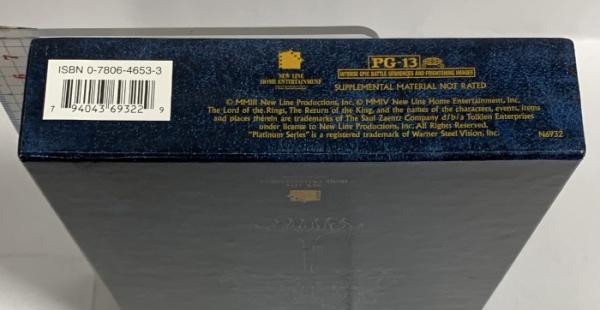 ISBN 0-7806-4653-3
7 94043 69322 9
NEW LINE
HOME ENTERTAINMENT
PG-13
INTENSE EPIC BATTLE SEQUENCES AND FRIGHTENING IMAGES
SUPPLEMENTAL MATERIAL NOT RATED
© MMIII New Line Productions, Inc. © MMIV New Line Home Entertainment, Inc.
The Lord of the Rings, The Return of the King, and the names of the characters, events, items
and places therein are trademarks of The Saul Zaentz Company d/b/a Tolkien Enterprises
under license to New Line Productions, Inc. All Rights Reserved.
"Platinum Series" is a registered trademark of Warner Steel Vision, Inc.
N6932